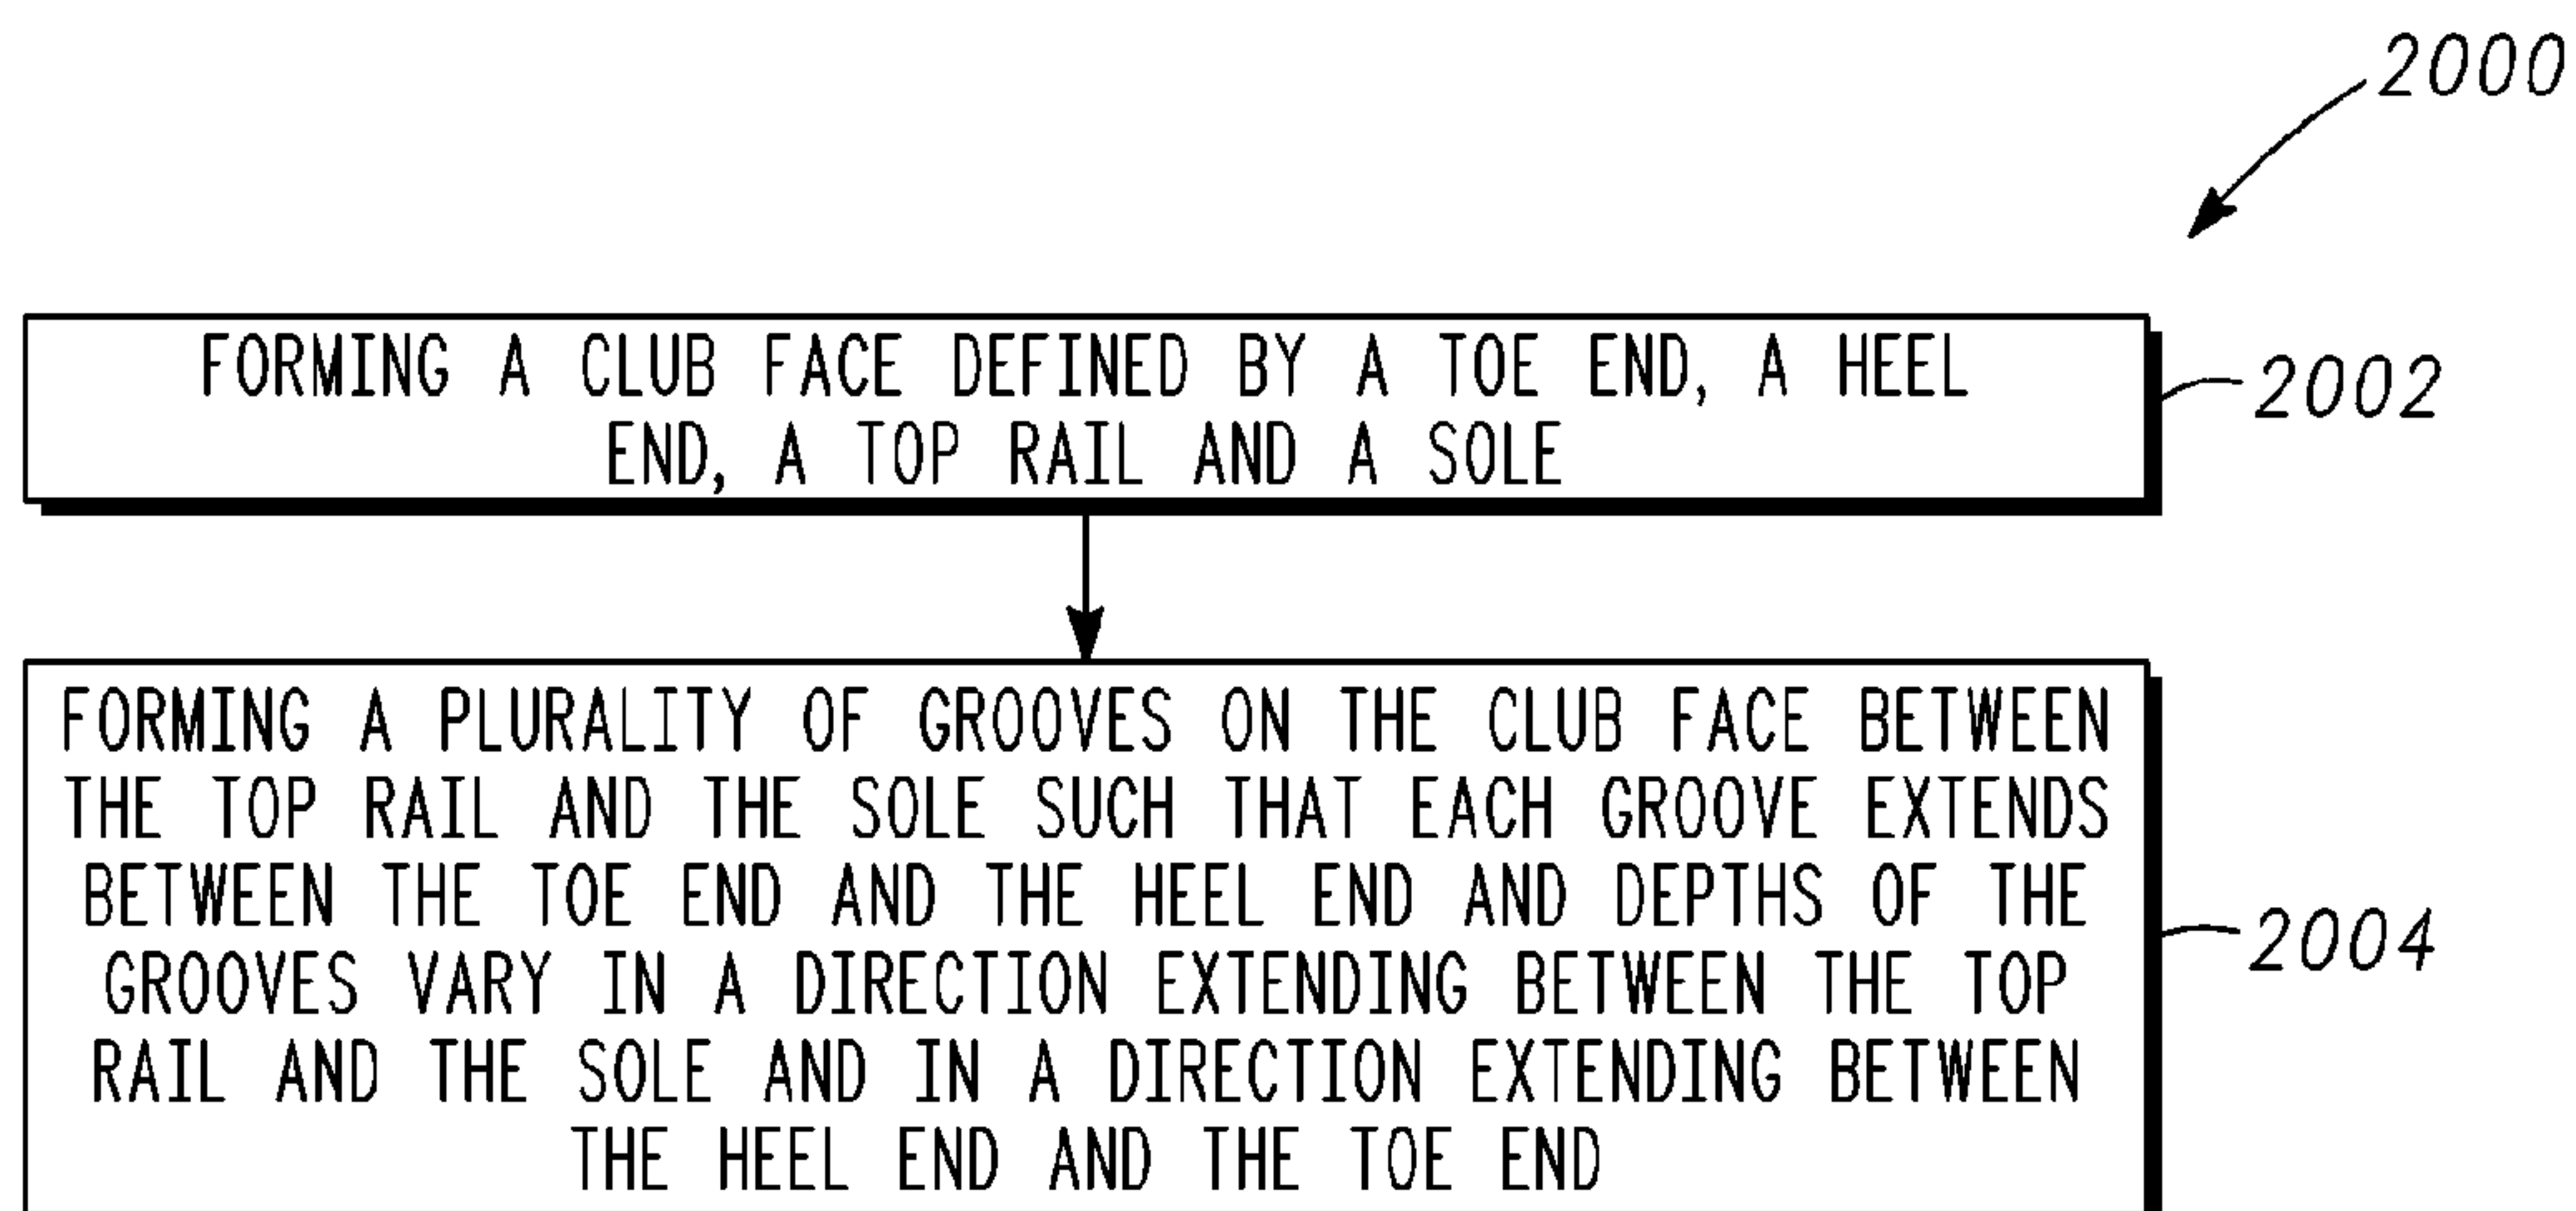 2000
FORMING A CLUB FACE DEFINED BY A TOE END, A HEEL
END, A TOP RAIL AND A SOLE
2002
FORMING A PLURALITY OF GROOVES ON THE CLUB FACE BETWEEN
THE TOP RAIL AND THE SOLE SUCH THAT EACH GROOVE EXTENDS
BETWEEN THE TOE END AND THE HEEL END AND DEPTHS OF THE
GROOVES VARY IN A DIRECTION EXTENDING BETWEEN THE TOP
RAIL AND THE SOLE AND IN A DIRECTION EXTENDING BETWEEN
THE HEEL END AND THE TOE END
2004